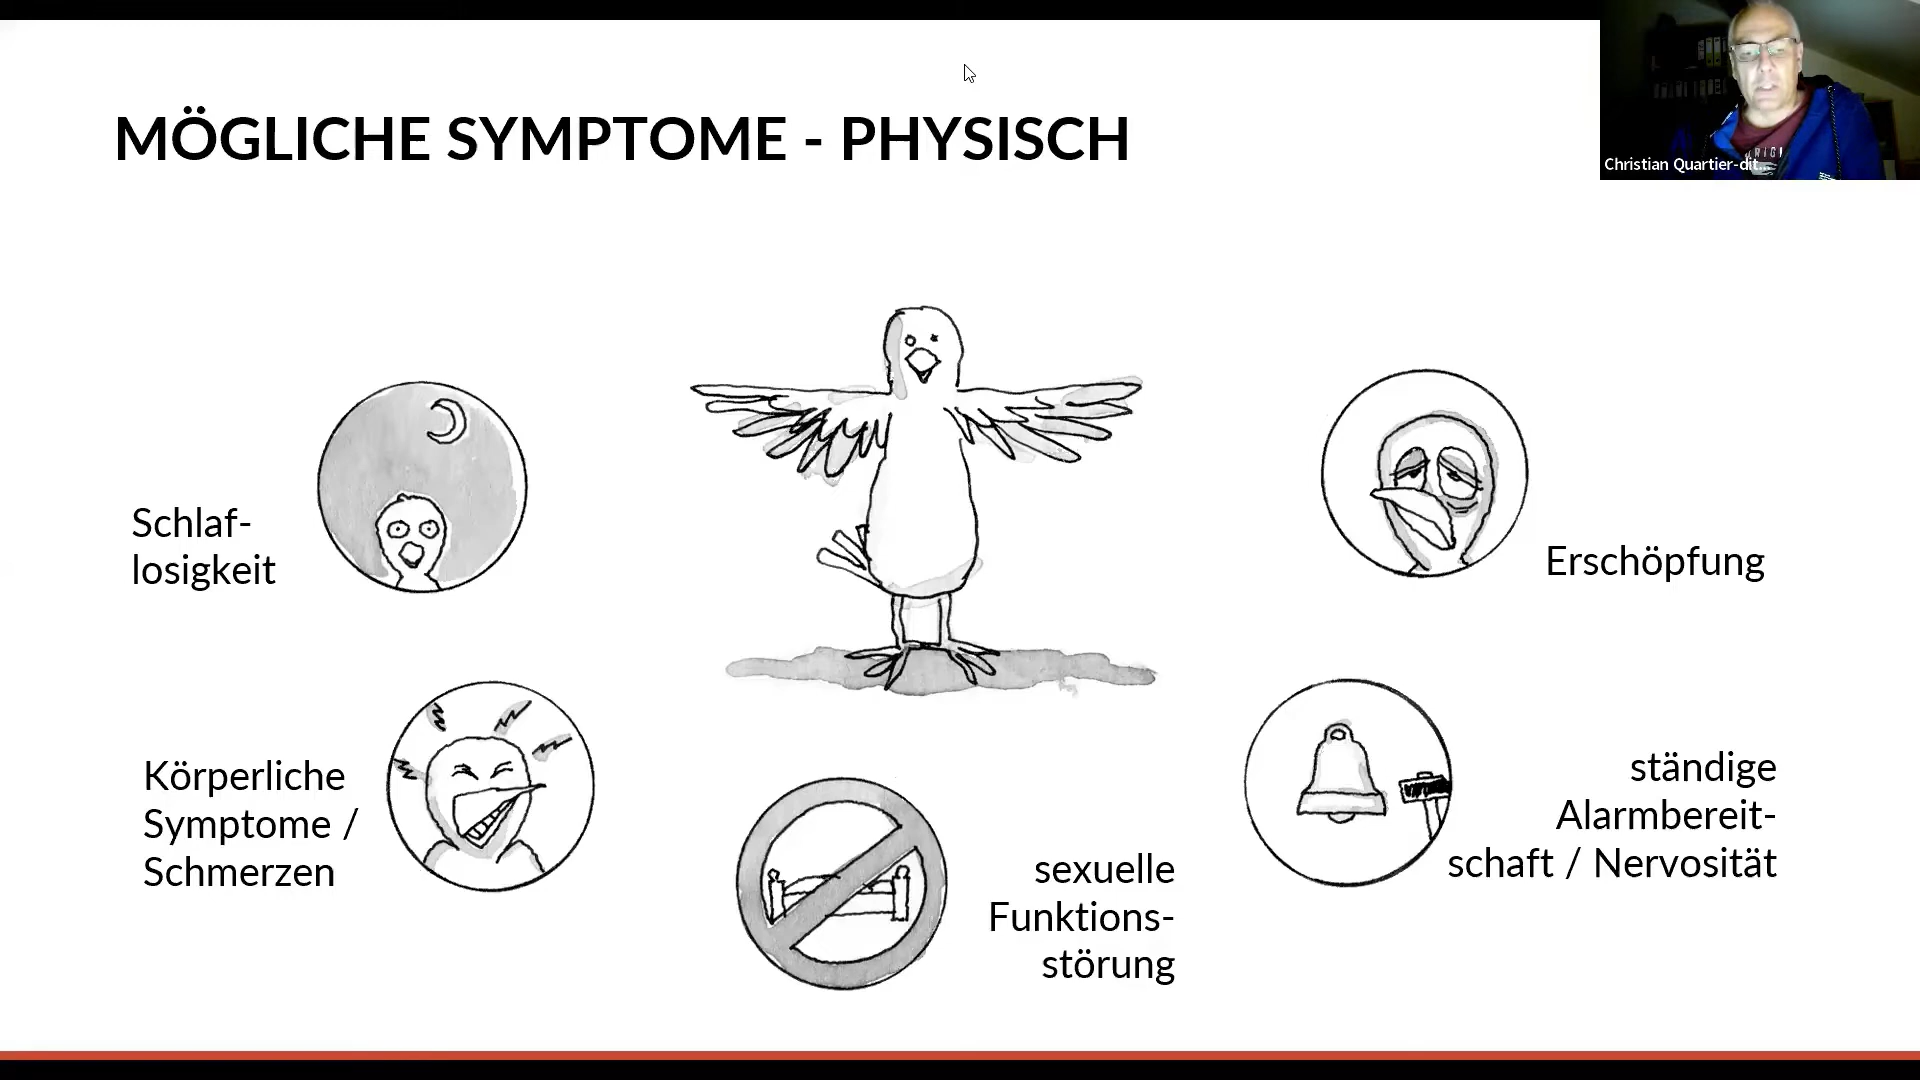 MÖGLICHE SYMPTOME - PHYSISCH
Christian Quartier-dit...
Schlaf-
losigkeit
Erschöpfung
Körperliche
Symptome /
Schmerzen
sexuelle
Funktions-
störung
ständige
Alarmbereit-
schaft / Nervosität